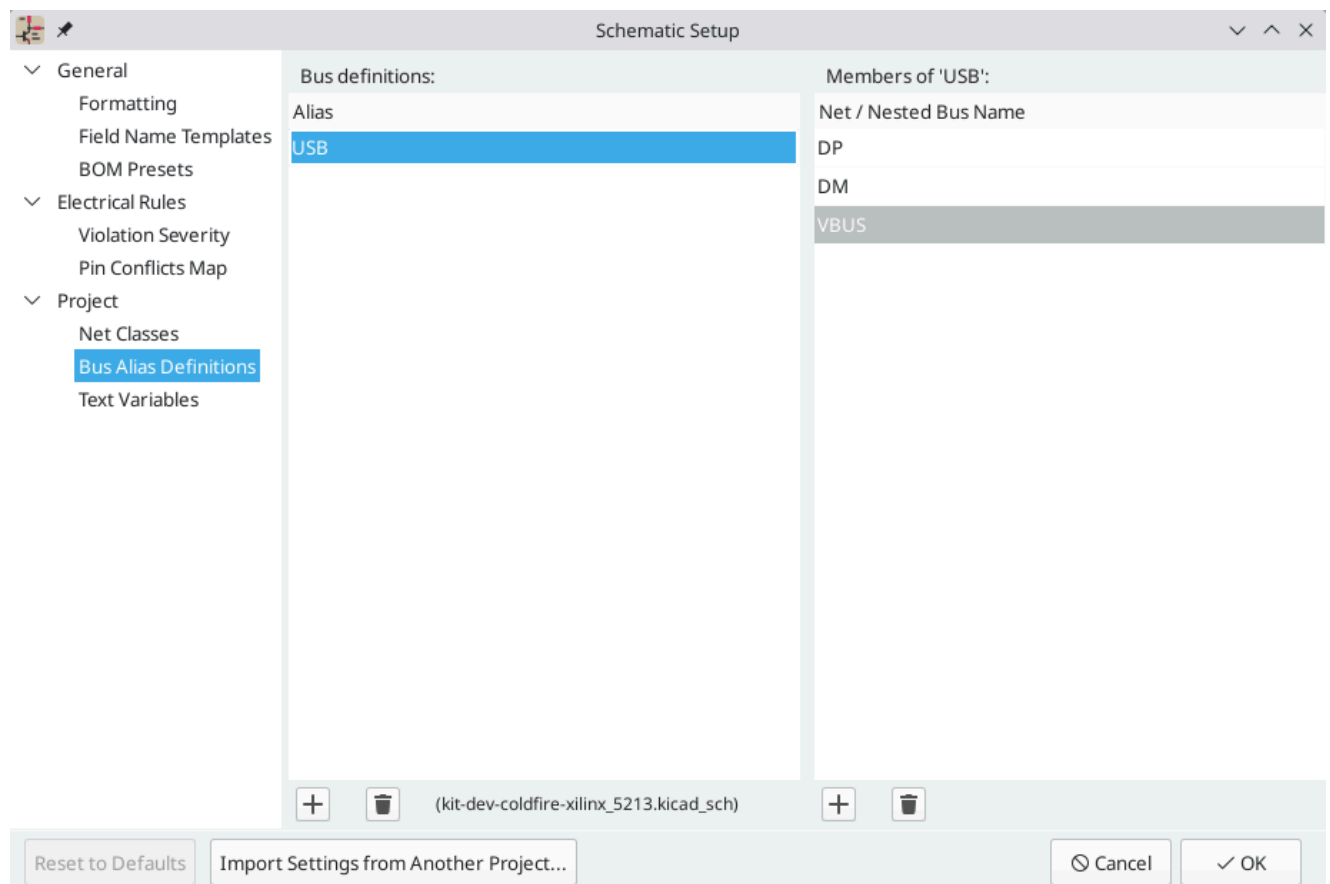 Schematic Setup
General
Formatting
Field Name Templates
BOM Presets
Electrical Rules
Violation Severity
Pin Conflicts Map
Project
Net Classes
Bus Alias Definitions
Text Variables
Bus definitions:
Alias
USB
(kit-dev-coldfire-xilinx_5213.kicad_sch)
Members of 'USB':
Net / Nested Bus Name
DP
DM
VBUS
Reset to Defaults
Import Settings from Another Project...
Cancel
OK